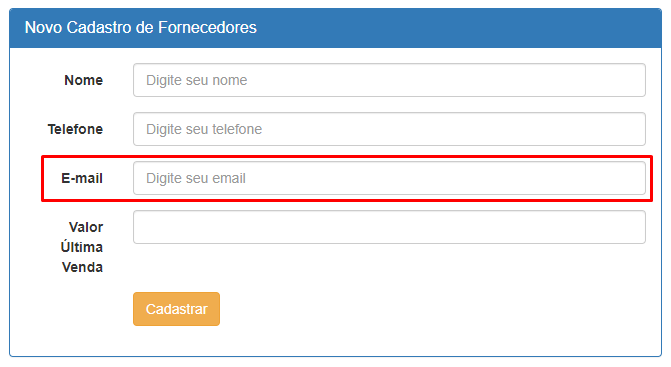 Novo Cadastro de Fornecedores
Nome Digite seu nome
Telefone Digite seu telefone
E-mail Digite seu email
Valor
Última
Venda
Cadastrar